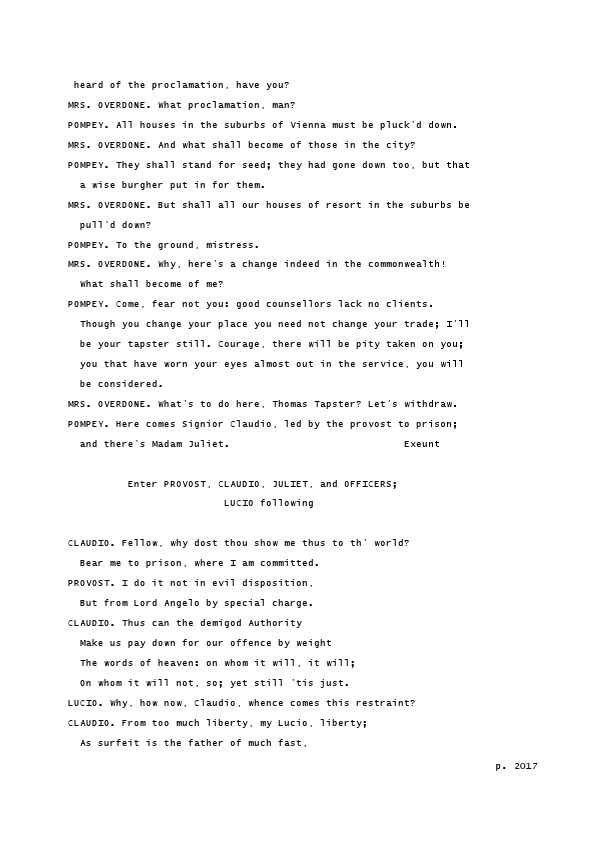 heard of the proclamation, have you?
MRS. OVERDONE. What proclamation, man?
POMPEY. All houses in the suburbs of Vienna must be pluck'd down.
MRS. OVERDONE. And what shall become of those in the city?
POMPEY. They shall stand for seed; they had gone down too, but that
a wise burgher put in for them.
MRS. OVERDONE. But shall all our houses of resort in the suburbs be
pull'd down?
POMPEY. To the ground, mistress.
MRS. OVERDONE. Why, here's a change indeed in the commonwealth!
What shall become of me?
POMPEY. Come, fear not you: good counsellors lack no clients.
Though you change your place you need not change your trade; I'll
be your tapster still. Courage, there will be pity taken on you;
you that have worn your eyes almost out in the service, you will
be considered.
MRS. OVERDONE. What's to do here, Thomas Tapster? Let's withdraw.
POMPEY. Here comes Signior Claudio, led by the provost to prison;
and there's Madam Juliet. Exeunt
Enter PROVOST, CLAUDIO, JULIET, and OFFICERS;
LUCIO following
CLAUDIO. Fellow, why dost thou show me thus to th' world?
Bear me to prison, where I am committed.
PROVOST. I do it not in evil disposition,
But from Lord Angelo by special charge.
CLAUDIO. Thus can the demigod Authority
Make us pay down for our offence by weight
The words of heaven: on whom it will, it will;
On whom it will not, so; yet still 'tis just.
LUCIO. Why, how now, Claudio, whence comes this restraint?
CLAUDIO. From too much liberty, my Lucio, liberty;
As surfeit is the father of much fast,
p. 2017